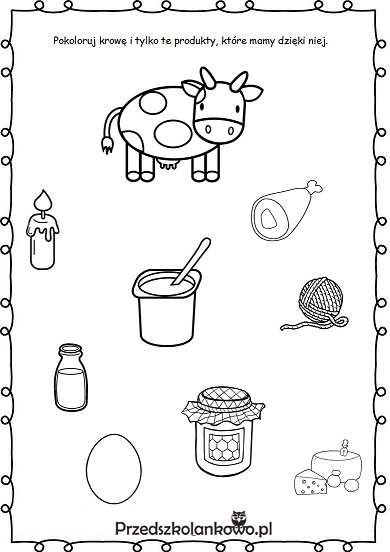 Pokoloruj krowę i tylko te produkty, które mamy dzięki niej.
Przedszkolankowo.pl